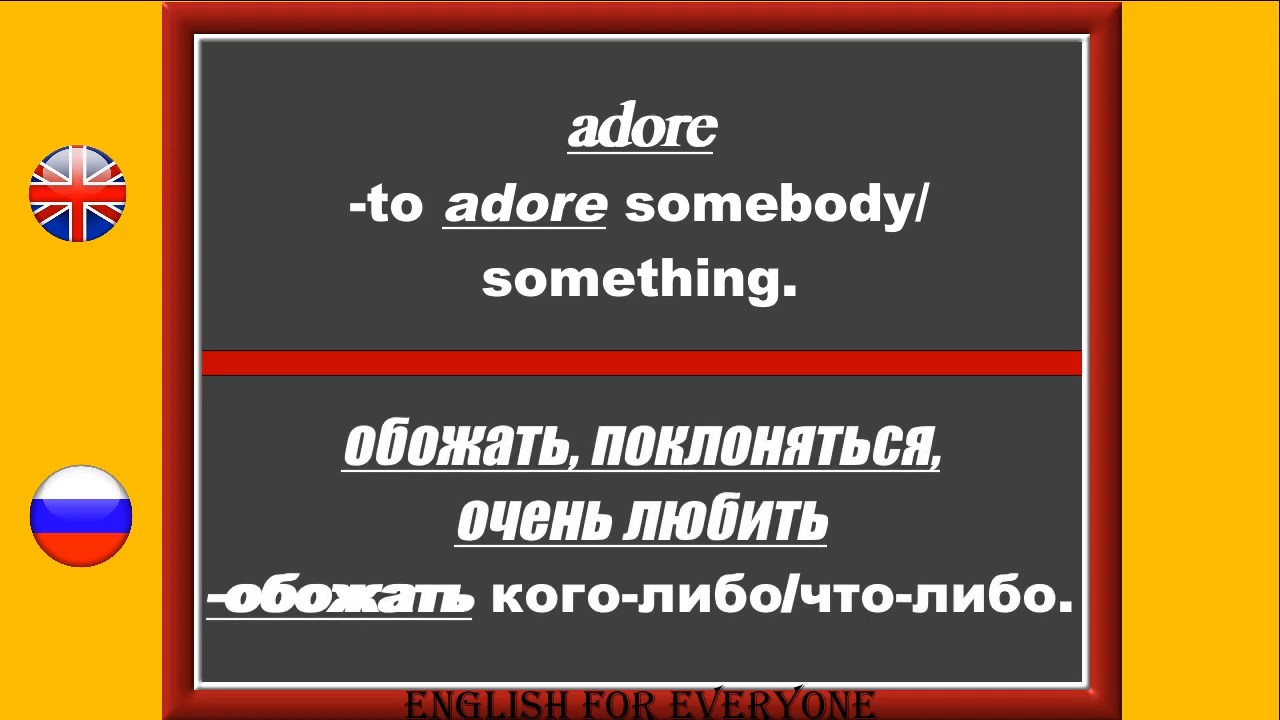 adore
-to adore somebody/
something.
обожать, поклоняться,
очень любить
-обожать кого-либо/что-либо.
ENGLISH FOR EVERYONE